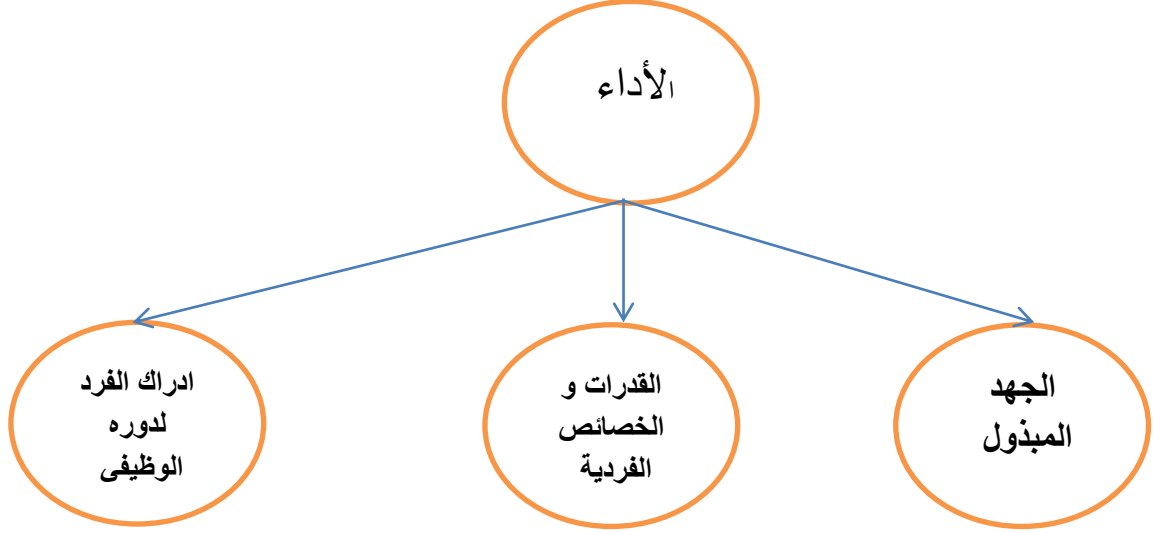 الأداء
الجهد
المبذول
القدرات و
الخصائص
الفردية
ادراك الفرد
لدوره
الوظيفى